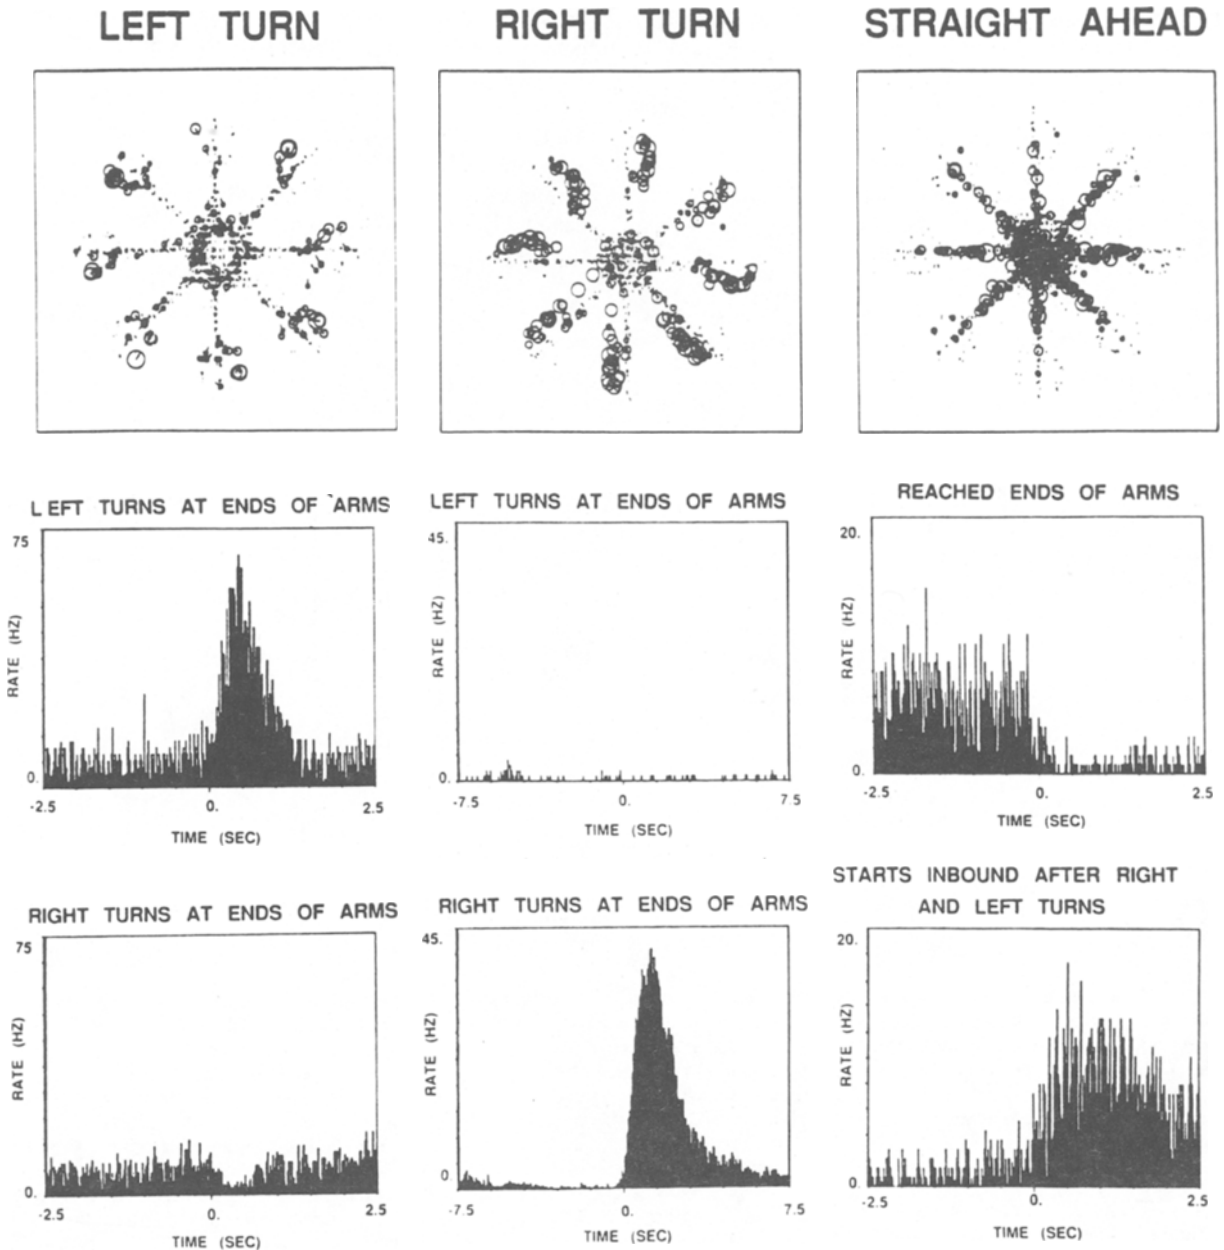 LEFT TURN
RIGHT TURN
STRAIGHT AHEAD
LEFT TURNS AT ENDS OF ARMS
75
RATE (HZ)
0.
-2.5
0.
2.5
TIME (SEC)
LEFT TURNS AT ENDS OF ARMS
45.
RATE (HZ)
0.
-7.5
0.
7.5
TIME (SEC)
REACHED ENDS OF ARMS
20.
RATE (HZ)
0.
-2.5
0.
2.5
TIME (SEC)
RIGHT TURNS AT ENDS OF ARMS
75
RATE (HZ)
0.
-2.5
0.
2.5
TIME (SEC)
RIGHT TURNS AT ENDS OF ARMS
45.
RATE (HZ)
0
-7.5
0.
7.5
TIME (SEC)
STARTS INBOUND AFTER RIGHT
AND LEFT TURNS
20.
RATE (HZ)
0.
-2.5
0.
2.5
TIME (SEC)